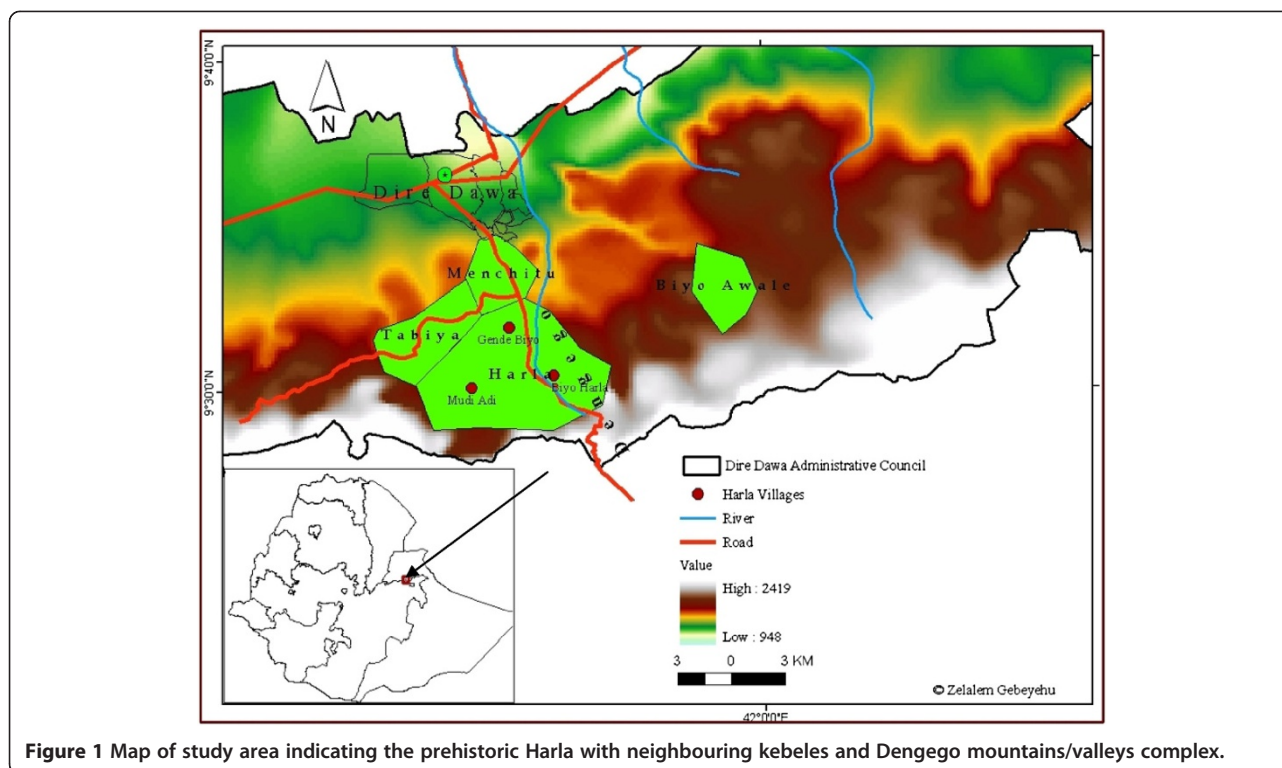 9°40'0"N
N
Dire Dawa
Menchitu
Biyo Awale
Tahiya
Gende Biyo
Harla
Biyo Harla
Mudi Adi
Dengego
9°30'0"N
Dire Dawa Administrative Council
Harla Villages
River
Road
Value
High : 2419
Low : 948
3 0 3 KM
© Zelalem Gebeyehu
42°0'0"E
Figure 1 Map of study area indicating the prehistoric Harla with neighbouring kebeles and Dengego mountains/valleys complex.